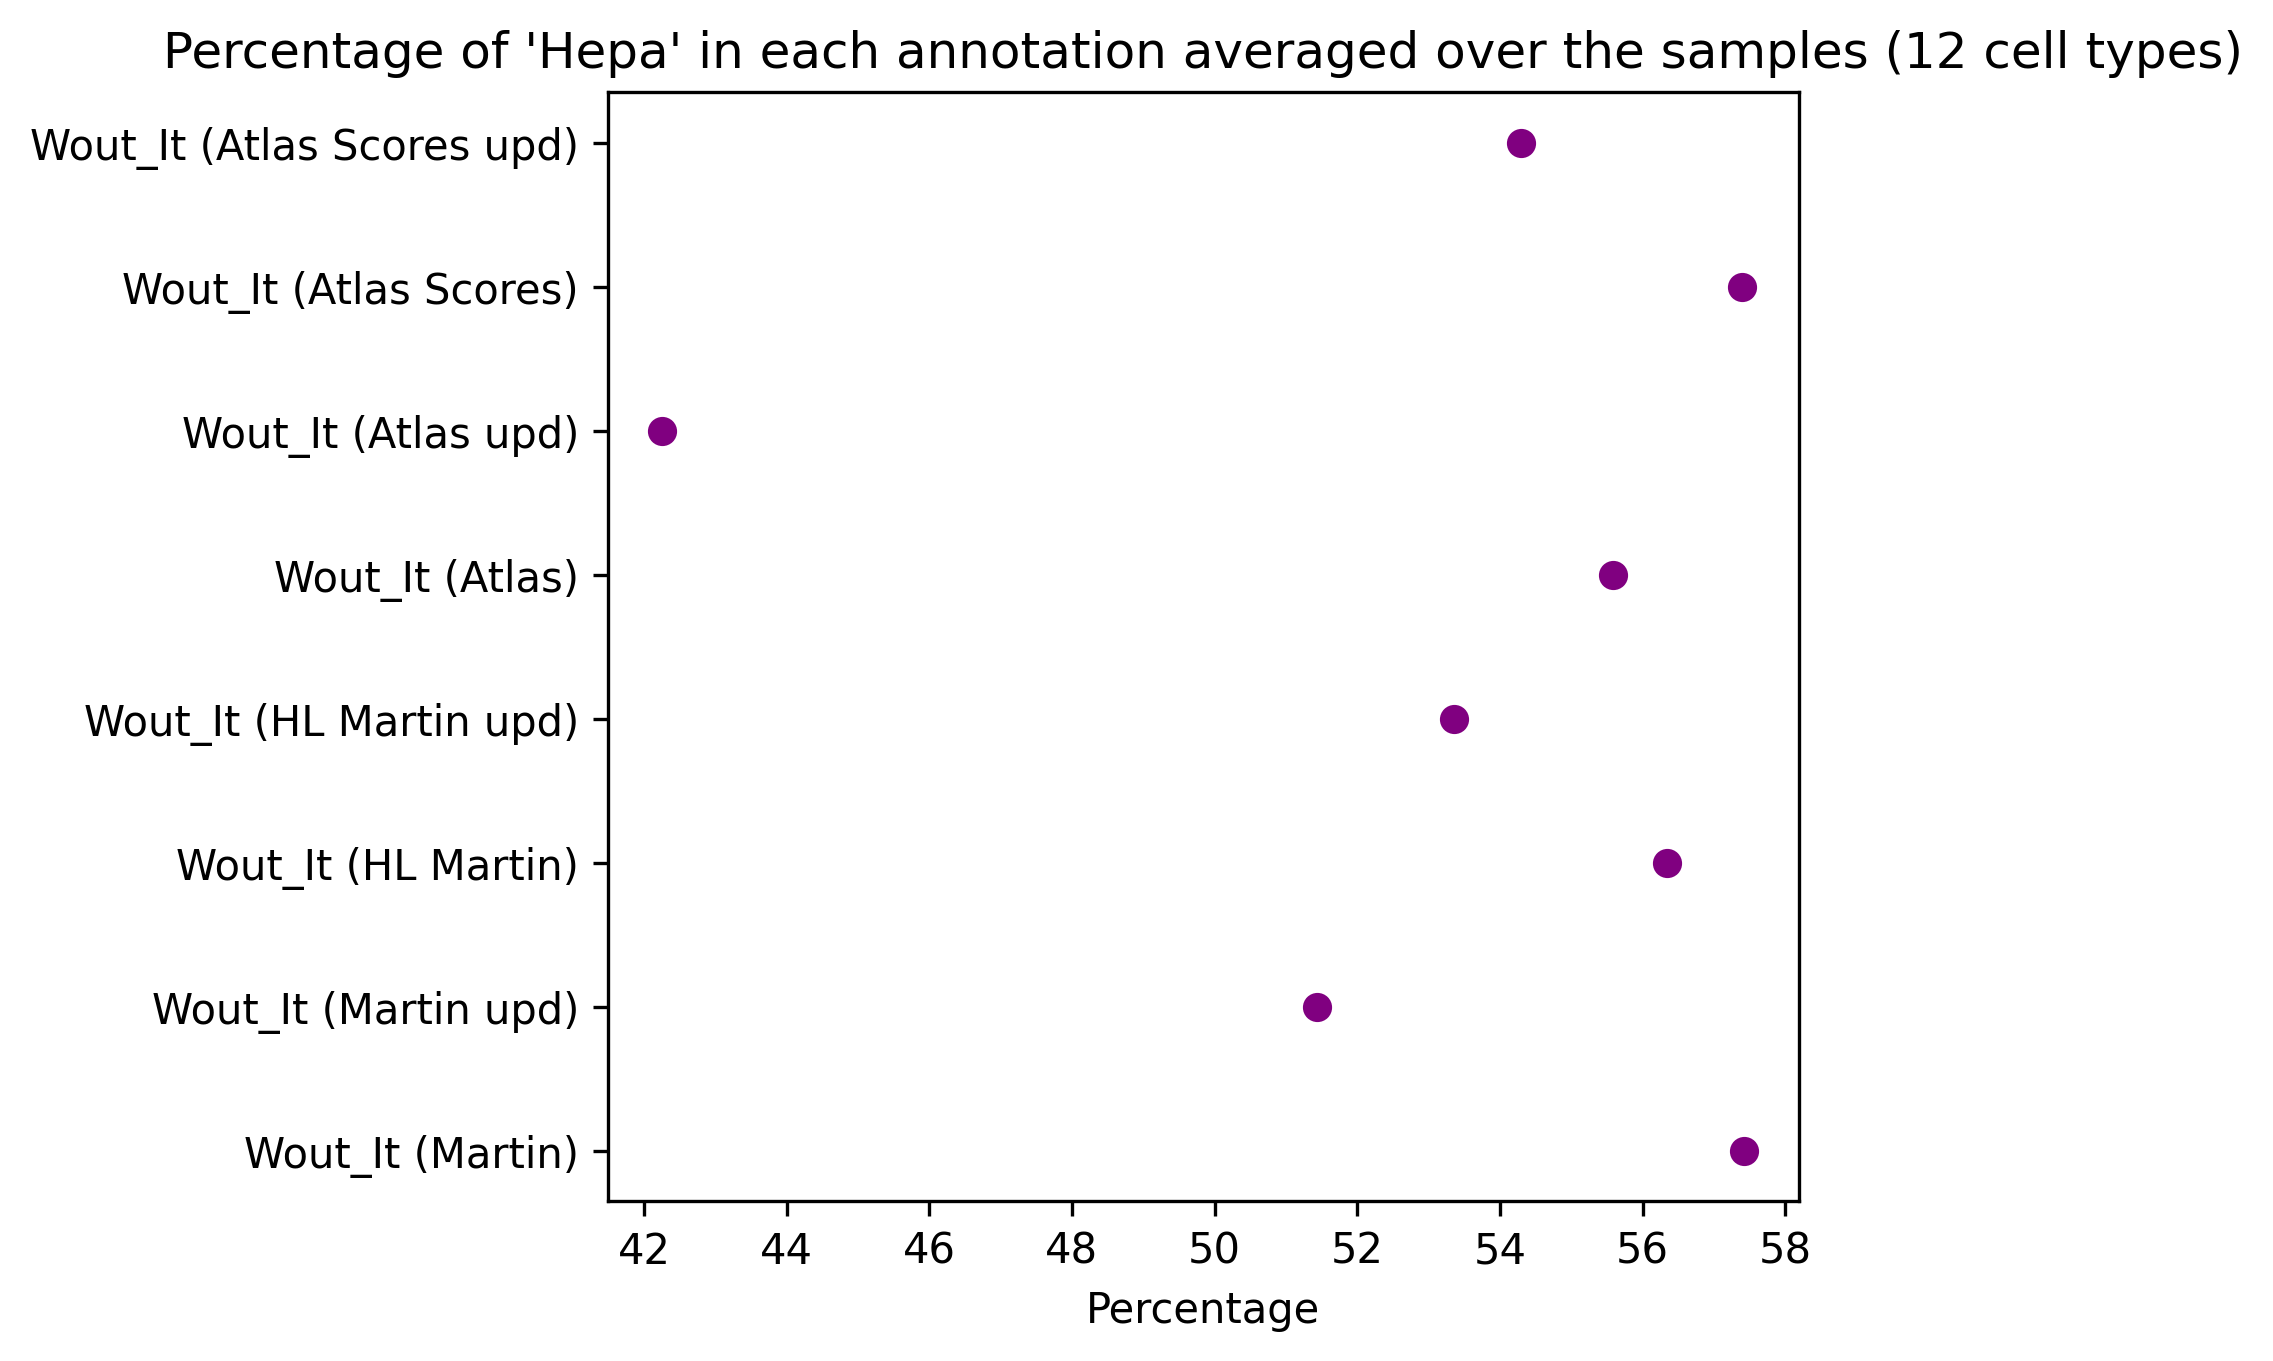 Percentage of 'Hepa' in each annotation averaged over the samples (12 cell types)
Wout_It (Atlas Scores upd)
Wout_It (Atlas Scores)
Wout_It (Atlas upd)
Wout_It (Atlas)
Wout_It (HL Martin upd)
Wout_It (HL Martin)
Wout_It (Martin upd)
Wout_It (Martin)
42 44 46 48 50 52 54 56 58
Percentage